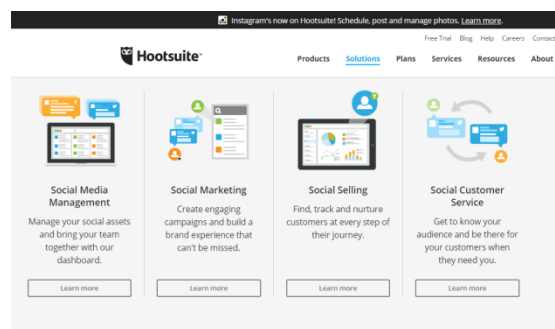 Instagram's now on Hootsuite! Schedule, post and manage photos. Learn more.
Free Trial Blog Help Careers Contact
Hootsuite™
Products Solutions Plans Services Resources About
Social Media
Management
Manage your social assets
and bring your team
together with our
dashboard.
Learn more
Social Marketing
Create engaging
campaigns and build a
brand experience that
can't be missed.
Learn more
Social Selling
Find, track and nurture
customers at every step of
their journey.
Learn more
Social Customer
Service
Get to know your
audience and be there for
your customers when
they need you.
Learn more